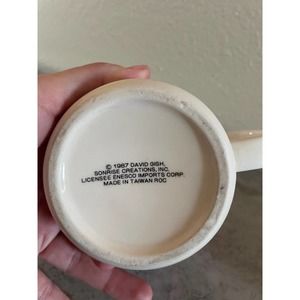 © 1987 DAVID GISH,
SONRISE CREATIONS, INC.
LICENSEE ENESCO IMPORTS CORP.
MADE IN TAIWAN ROC